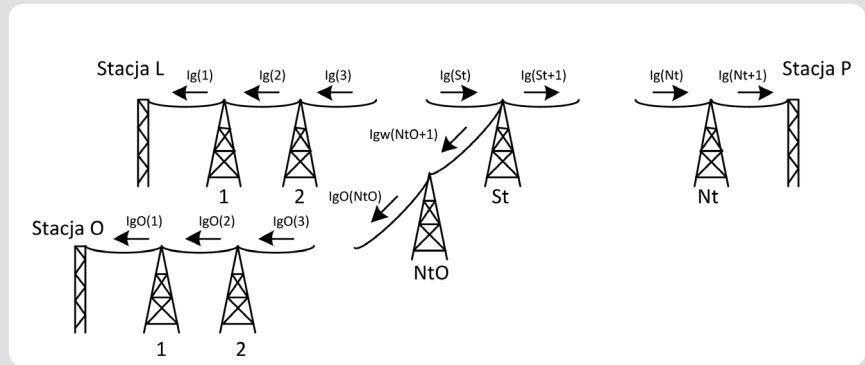 Stacja L
Ig(1)
Ig(2)
Ig(3)
Ig(St)
Ig(St+1)
Ig(Nt)
Ig(Nt+1)
Stacja P
Igw(NtO+1)
1
2
St
Nt
IgO(NtO)
Stacja O
IgO(1)
IgO(2)
IgO(3)
NtO
1
2